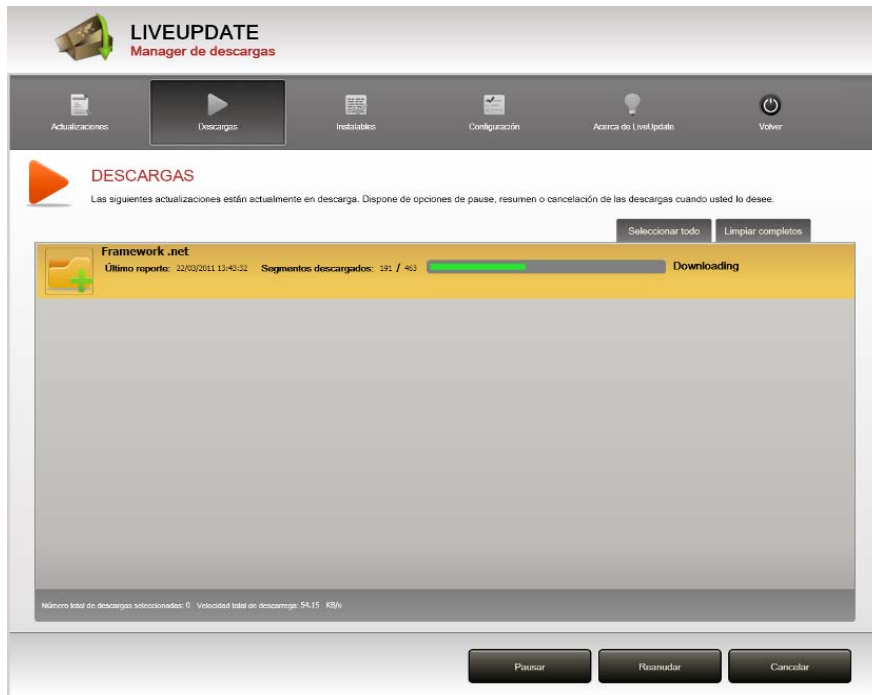 LIVEUPDATE
Manager de descargas
Actualizaciones
Descargas
Instalables
Configuración
Acerca de LiveUpdate
Volver
DESCARGAS
Las siguientes actualizaciones están actualmente en descarga. Dispone de opciones de pause, resumen o cancelación de las descargas cuando usted lo desee.
Seleccionar todo
Limpiar completos
Framework .net
Último reporte: 22/03/2011 13:43:32 Segmentos descargados: 191 / 463 Downloading
Número total de descargas seleccionadas: 0 Velocidad total de descarrega: 54.15 KB/s
Pausar
Reanudar
Cancelar